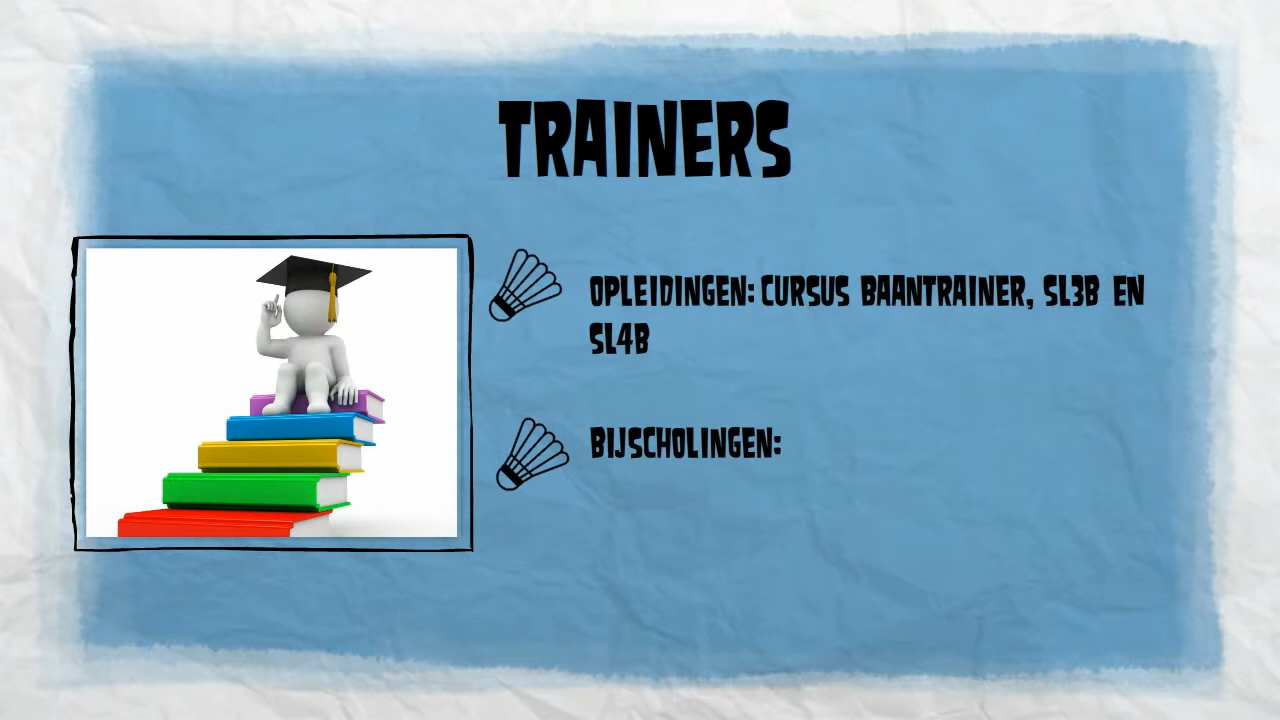 TRAINERS
OPLEIDINGEN: CURSUS BAANTRAINER, SL3B EN
SL4B
BIJSCHOLINGEN: